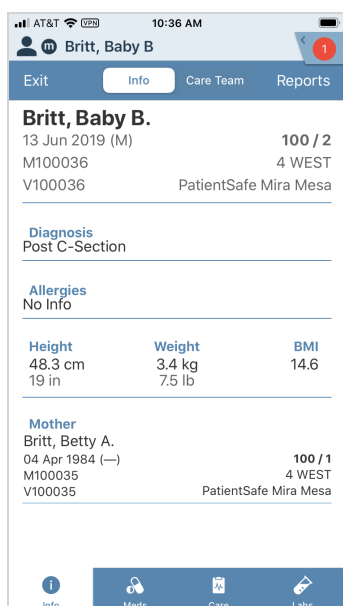 AT&T VPN 10:36 AM
m Britt, Baby B 1
Exit Info Care Team Reports
Britt, Baby B.
13 Jun 2019 (M) 100 / 2
M100036 4 WEST
V100036 PatientSafe Mira Mesa
Diagnosis
Post C-Section
Allergies
No Info
Height Weight BMI
48.3 cm 3.4 kg 14.6
19 in 7.5 lb
Mother
Britt, Betty A.
04 Apr 1984 (—) 100 / 1
M100035 4 WEST
V100035 PatientSafe Mira Mesa
Info Meds Care Labs